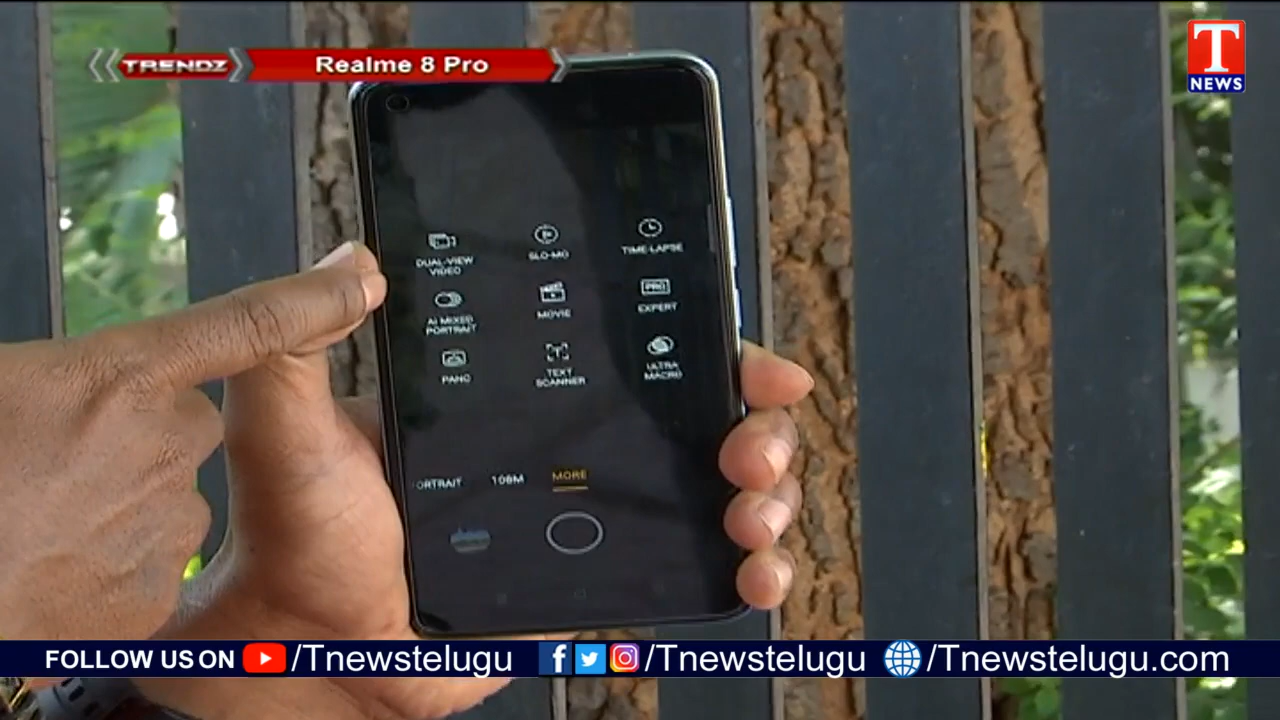 TRENDZ
Realme 8 Pro
T
NEWS
DUAL-VIEW
VIDEO
SLO-MO
TIME-LAPSE
AI MIXED
PORTRAIT
MOVIE
PRO
EXPERT
PANO
T
TEXT
SCANNER
ULTRA
MACRO
ORTRAIT
108M
MORE
FOLLOW US ON /Tnewstelugu /Tnewstelugu /Tnewstelugu.com